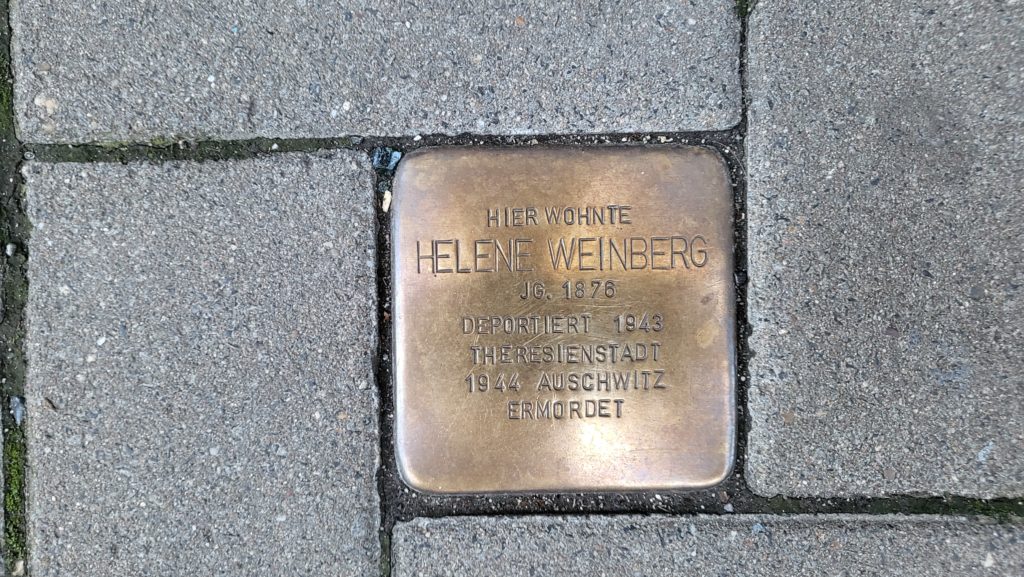 HIER WOHNTE
HELENE WEINBERG
JG. 1876
DEPORTIERT 1943
THERESIENSTADT
1944 AUSCHWITZ
ERMORDET